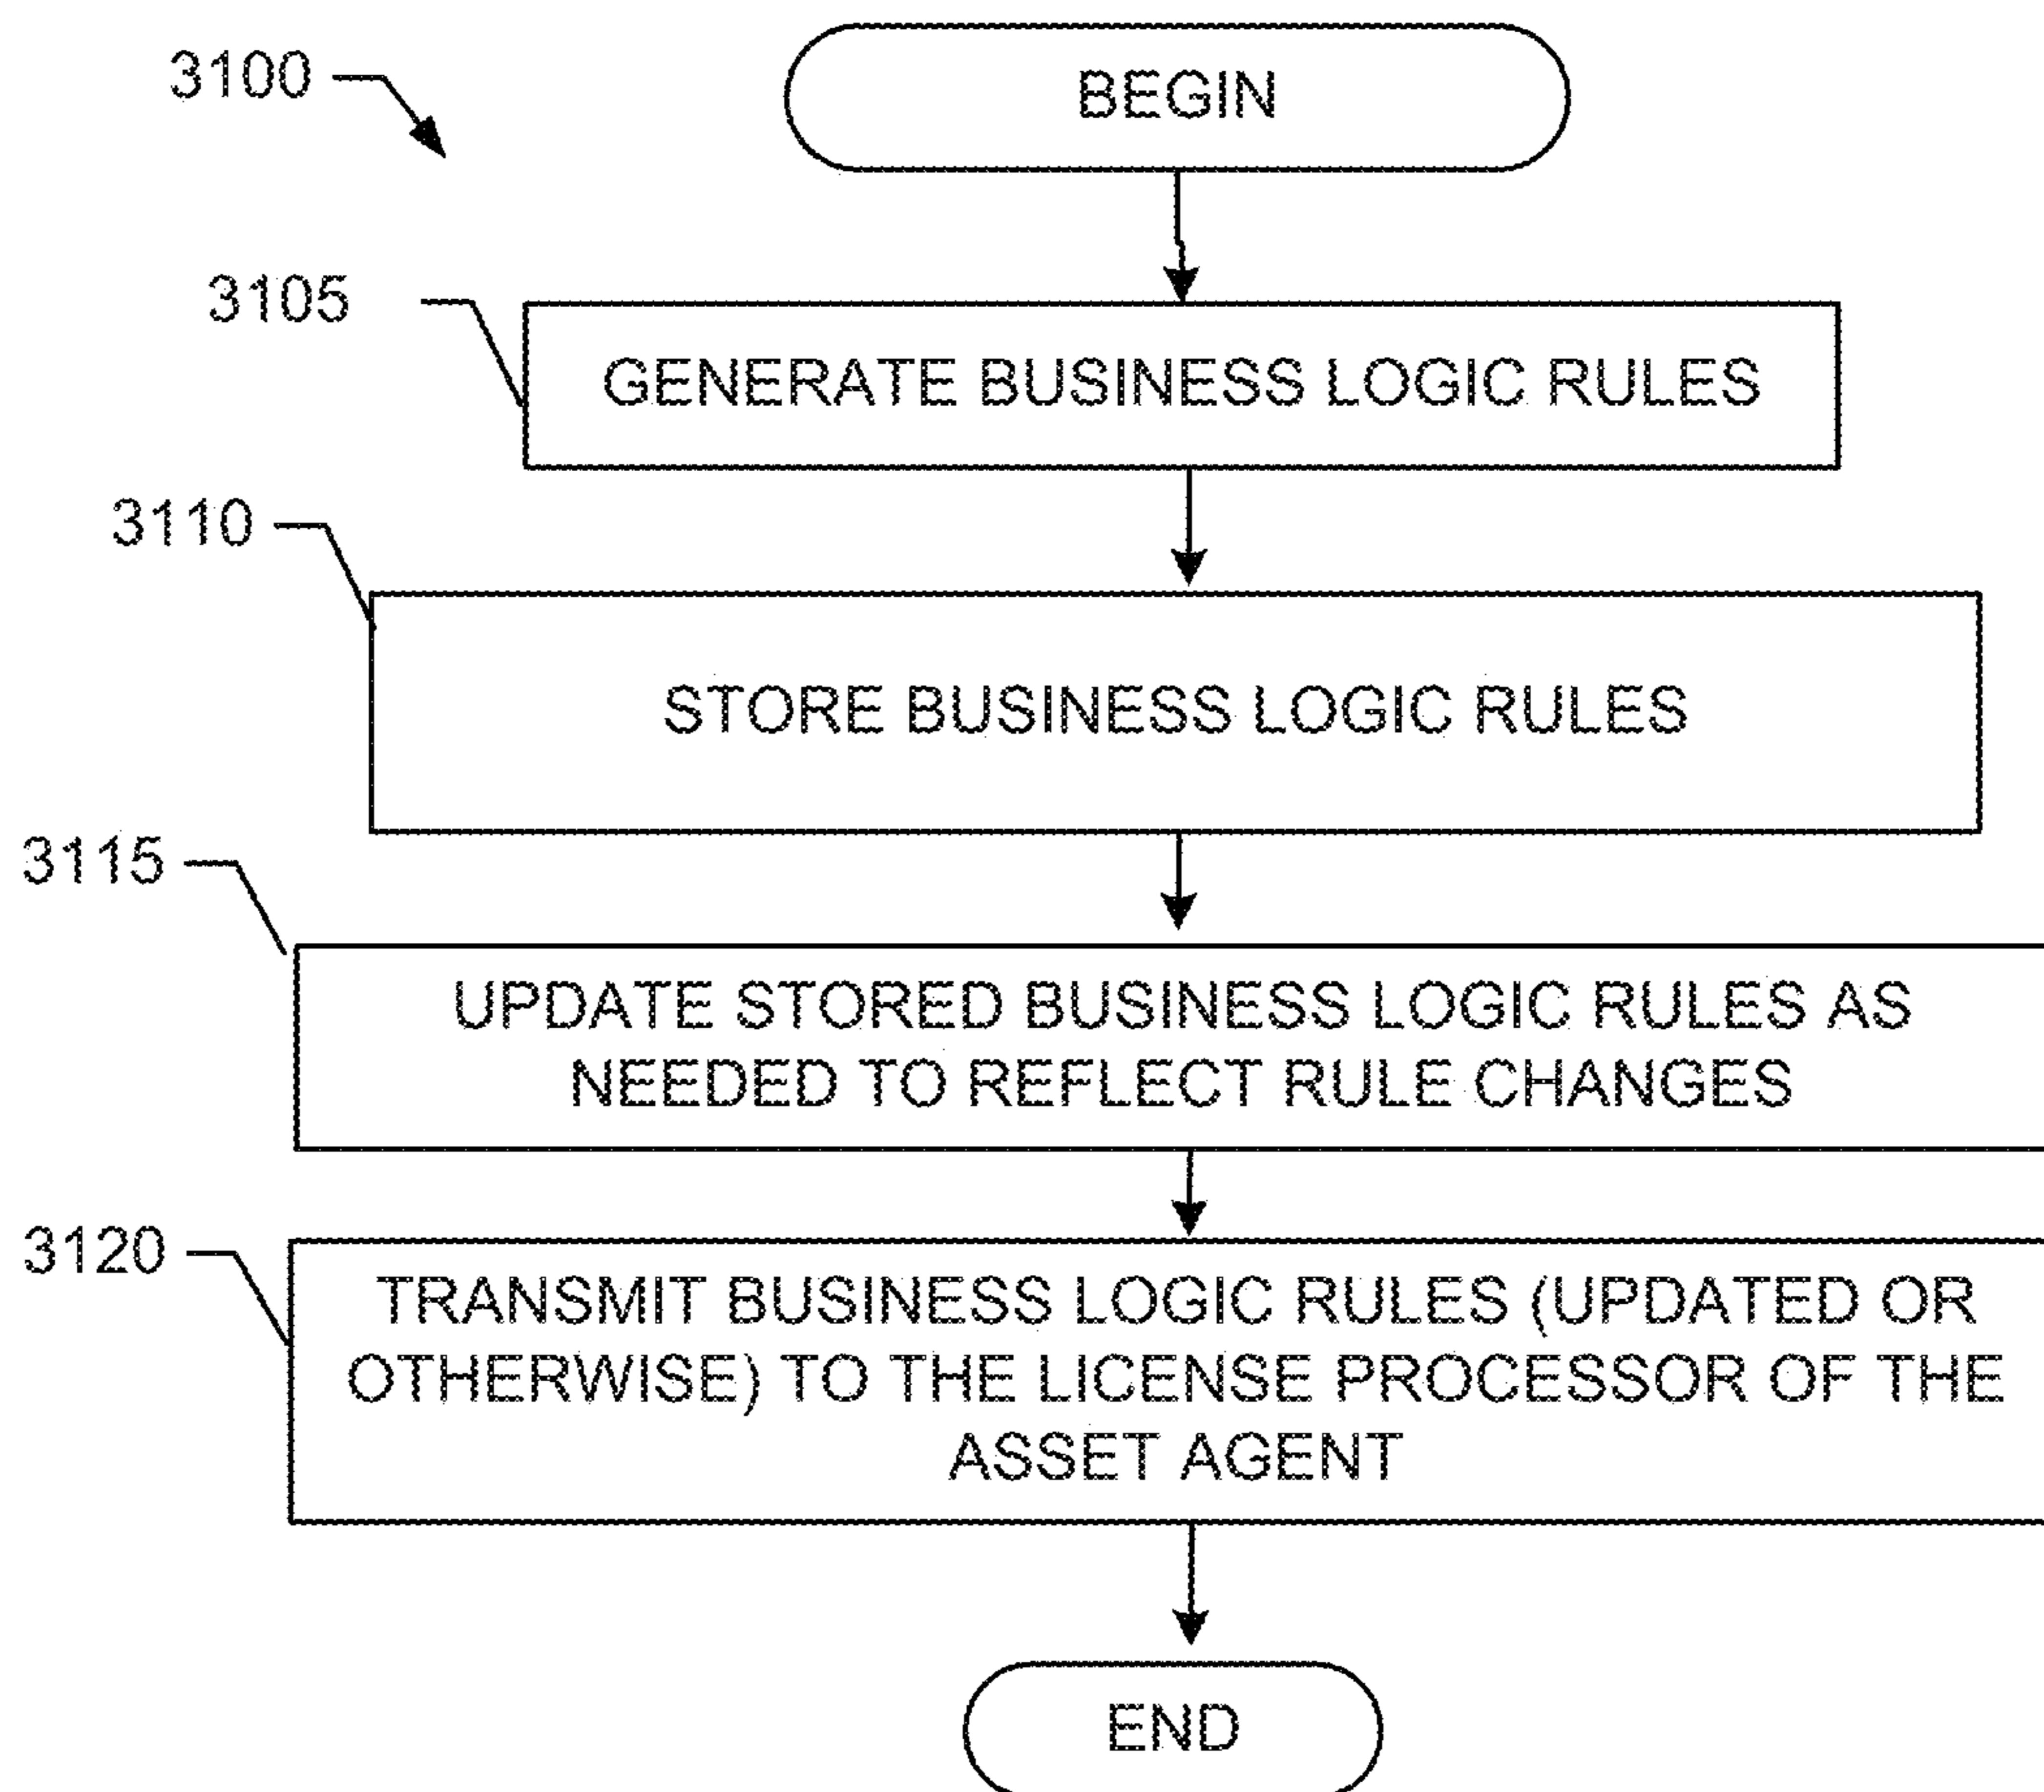 3100
BEGIN
3105
GENERATE BUSINESS LOGIC RULES
3110
STORE BUSINESS LOGIC RULES
3115
UPDATE STORED BUSINESS LOGIC RULES AS
NEEDED TO REFLECT RULE CHANGES
3120
TRANSMIT BUSINESS LOGIC RULES (UPDATED OR
OTHERWISE) TO THE LICENSE PROCESSOR OF THE
ASSET AGENT
END